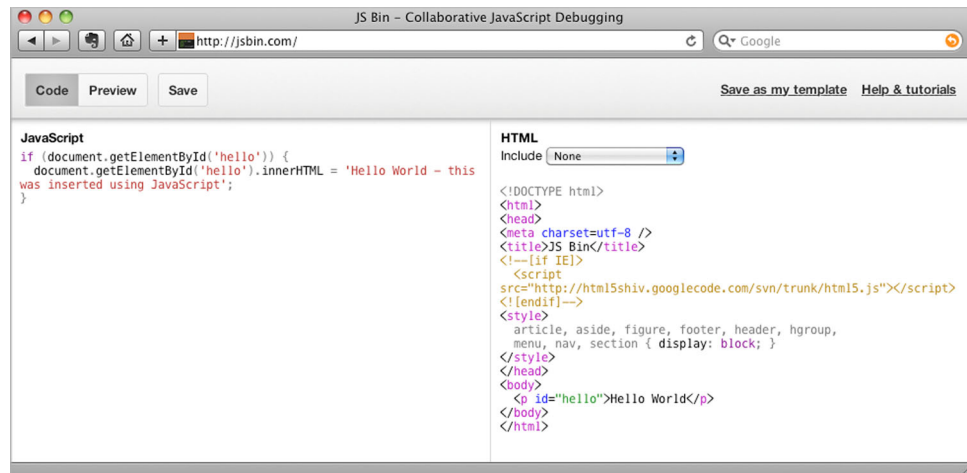 JS Bin – Collaborative JavaScript Debugging
http://jsbin.com/
Google
Code
Preview
Save
Save as my template
Help & tutorials
JavaScript
if (document.getElementById('hello')) {
  document.getElementById('hello').innerHTML = 'Hello World - this
was inserted using JavaScript';
}
HTML
Include None
<!DOCTYPE html>
<html>
<head>
<meta charset=utf-8 />
<title>JS Bin</title>
<!--[if IE]>
  <script
src="http://html5shiv.googlecode.com/svn/trunk/html5.js"></script>
<![endif]-->
<style>
  article, aside, figure, footer, header, hgroup,
  menu, nav, section { display: block; }
</style>
</head>
<body>
  <p id="hello">Hello World</p>
</body>
</html>